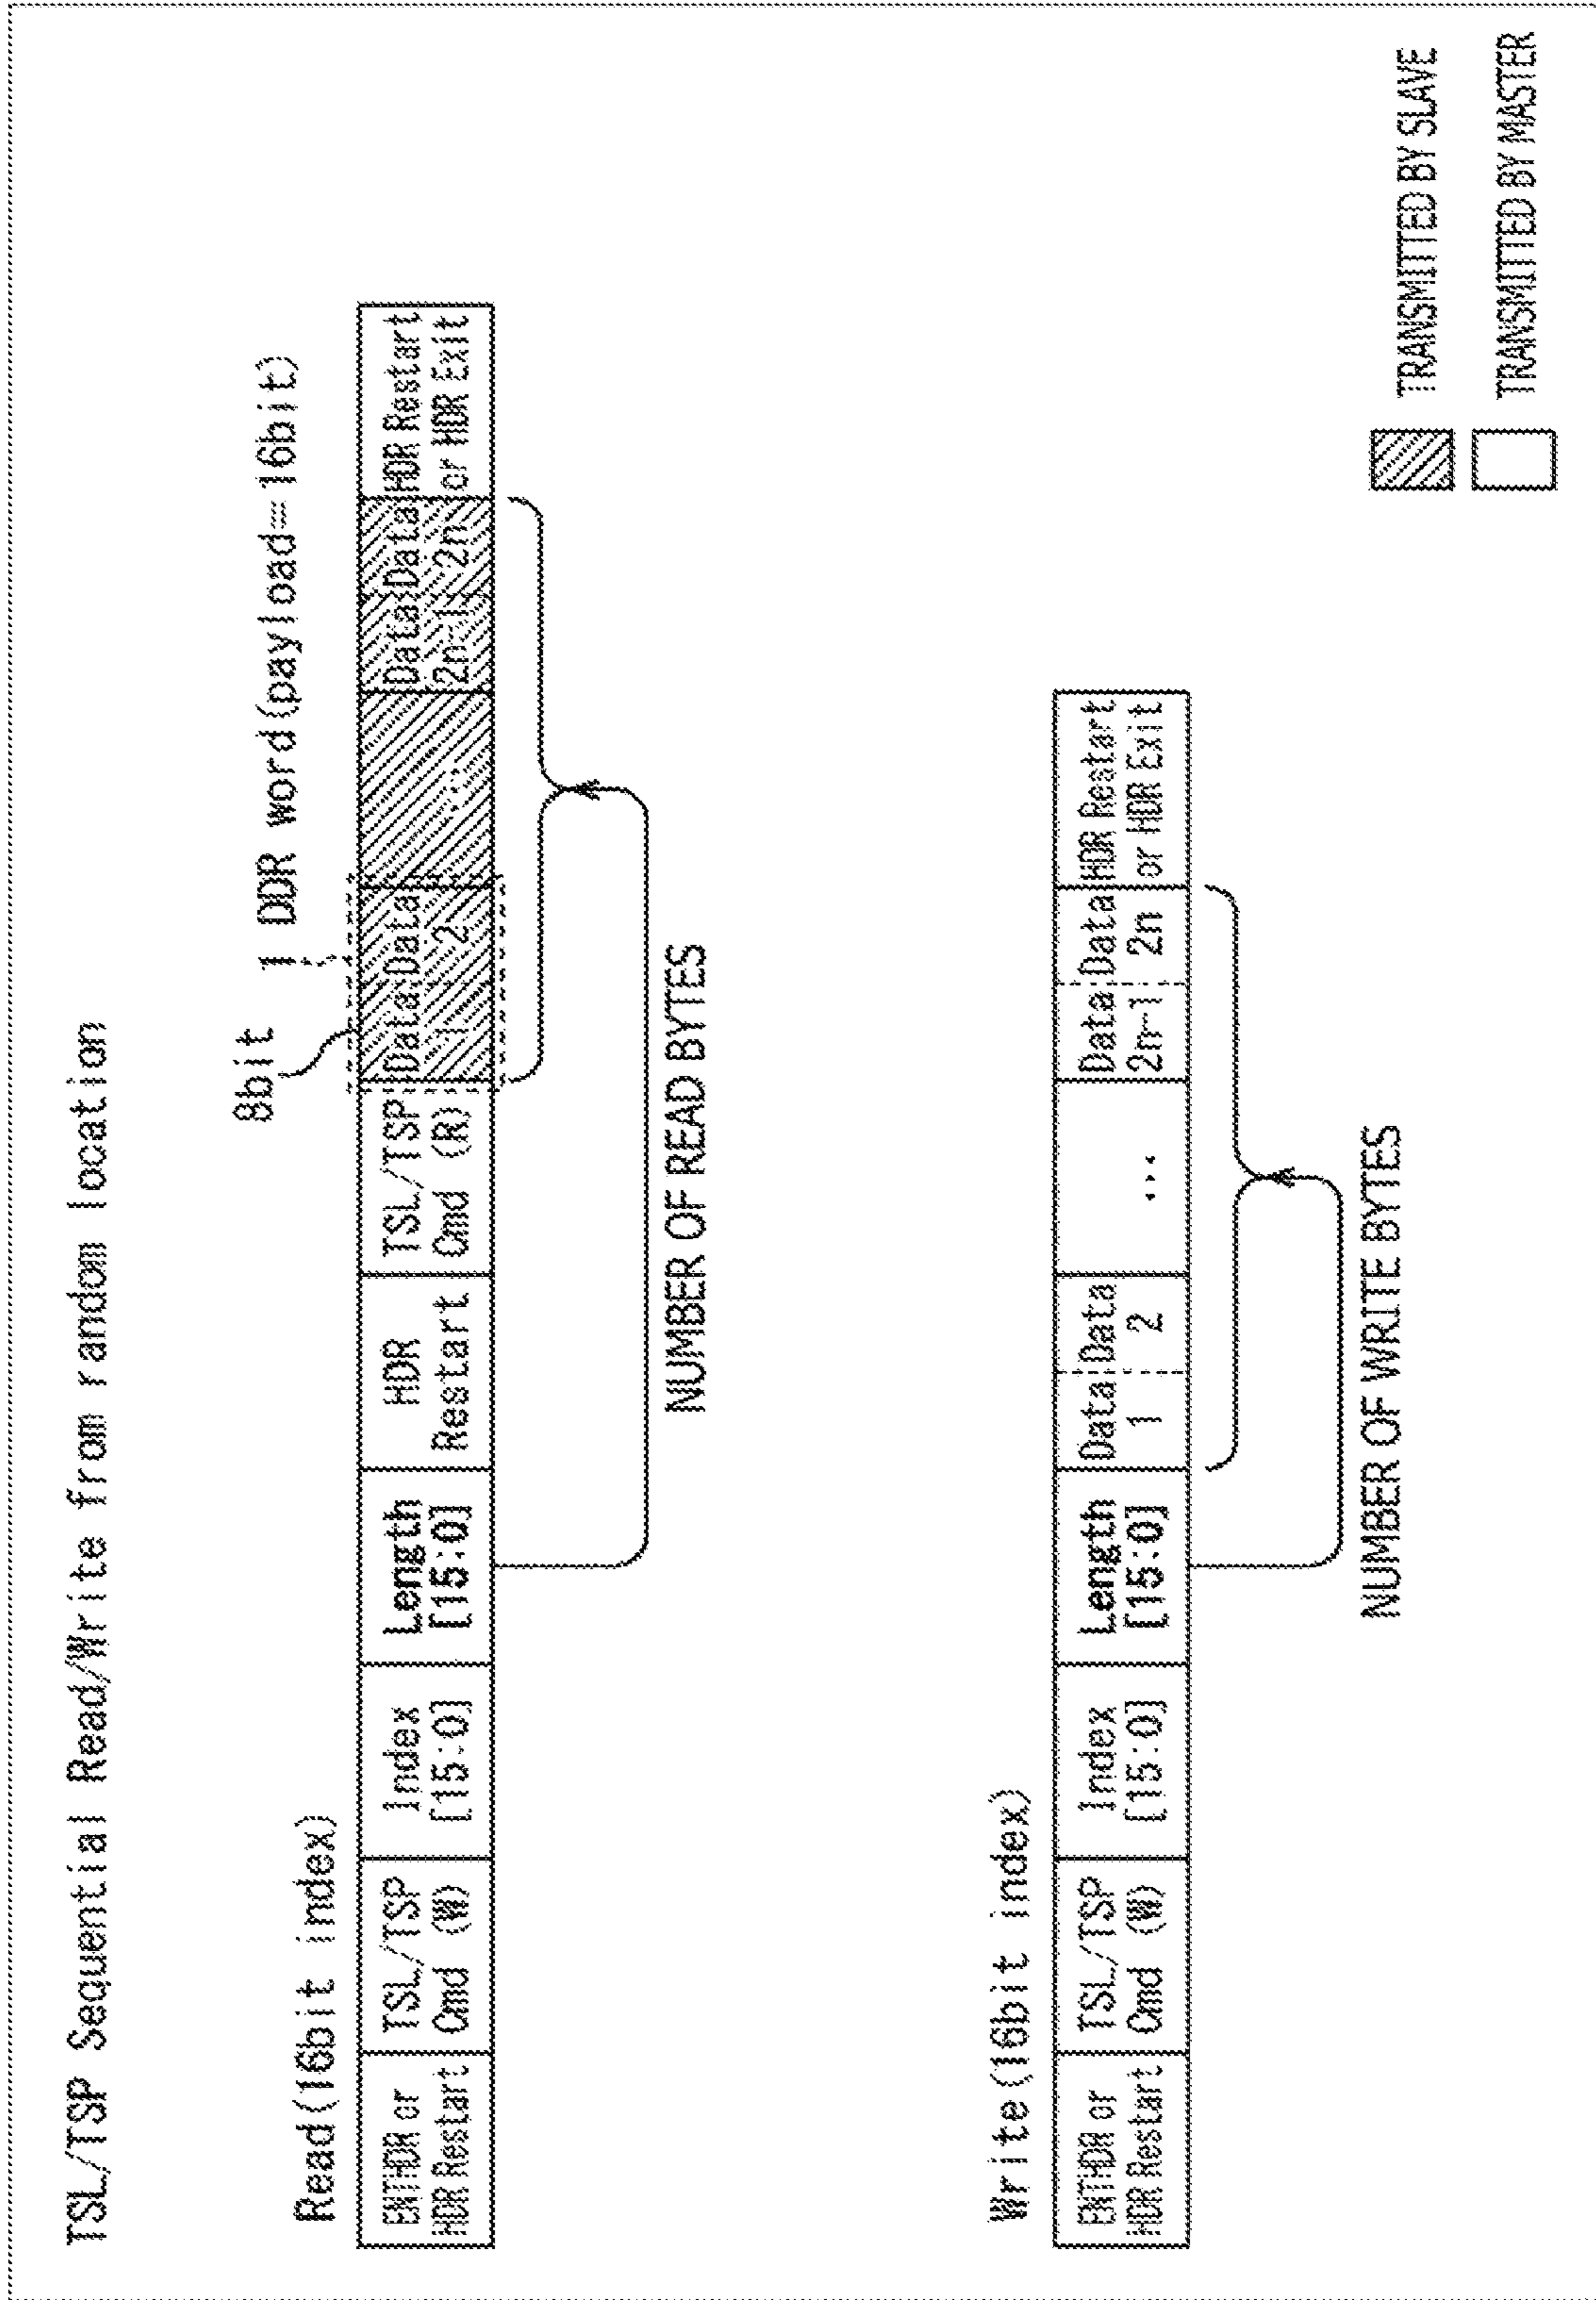 TSL/TSP Sequential Read/Write from random location
Read(16bit index)
8bit
1 DDR word(payload=16bit)
ENTHDR or
HDR Restart
TSL/TSP
Cmd (W)
Index
[15:0]
Length
[15:0]
HDR
Restart
TSL/TSP
Cmd (R)
Data
1
Data
2
...
Data
2n-1
Data
2n
HDR Restart
or HDR Exit
NUMBER OF READ BYTES
Write(16bit index)
ENTHDR or
HDR Restart
TSL/TSP
Cmd (W)
Index
[15:0]
Length
[15:0]
Data
1
Data
2
...
Data
2n-1
Data
2n
HDR Restart
or HDR Exit
NUMBER OF WRITE BYTES
TRANSMITTED BY SLAVE
TRANSMITTED BY MASTER